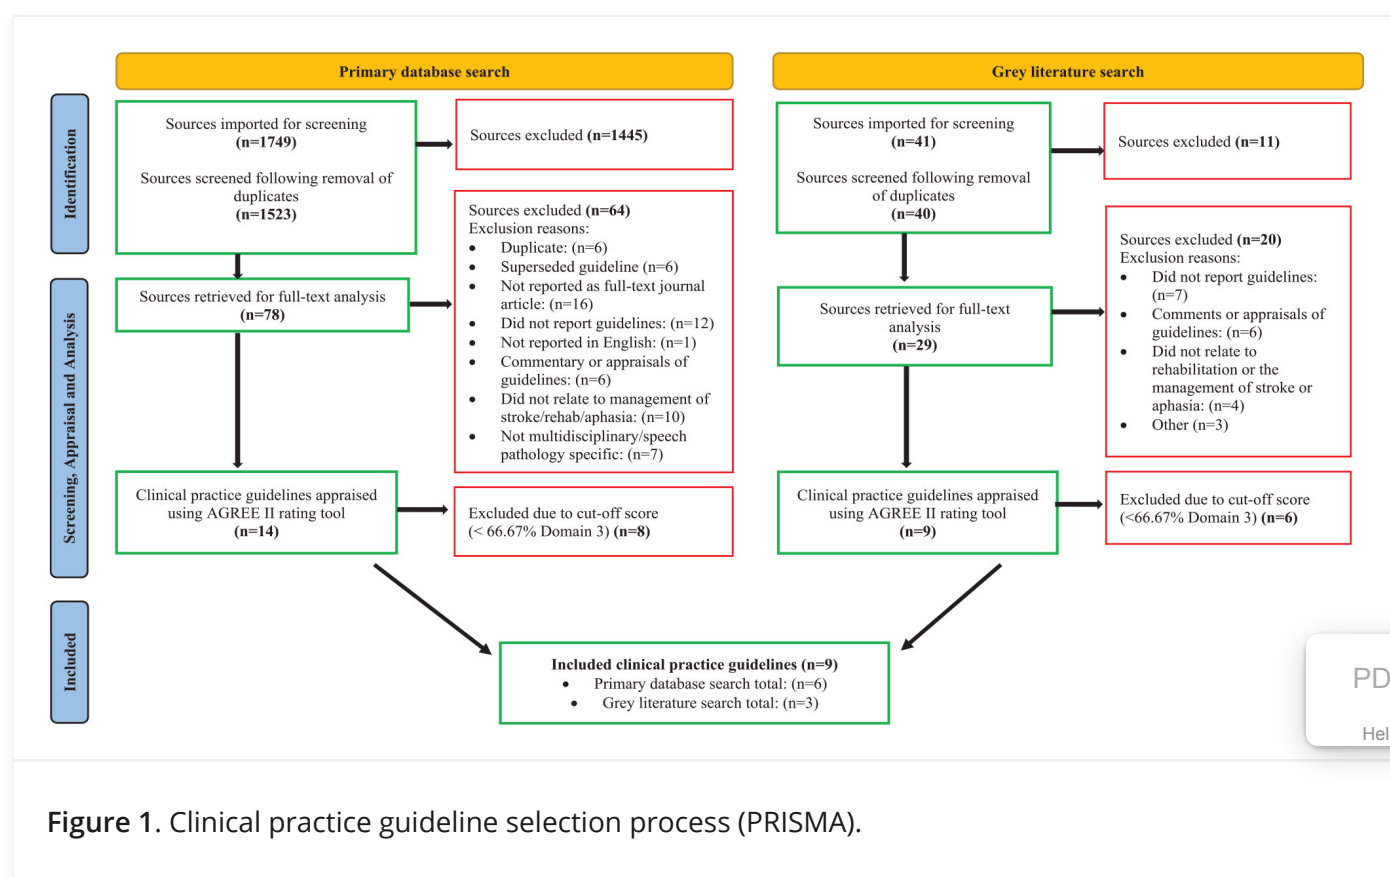 Primary database search
Identification
Sources imported for screening
(n=1749)
Sources screened following removal of
duplicates
(n=1523)
Sources excluded (n=1445)
Screening, Appraisal and Analysis
Sources retrieved for full-text analysis
(n=78)
Sources excluded (n=64)
Exclusion reasons:
• Duplicate: (n=6)
• Superseded guideline (n=6)
• Not reported as full-text journal
article: (n=16)
• Did not report guidelines: (n=12)
• Not reported in English: (n=1)
• Commentary or appraisals of
guidelines: (n=6)
• Did not relate to management of
stroke/rehab/aphasia: (n=10)
• Not multidisciplinary/speech
pathology specific: (n=7)
Clinical practice guidelines appraised
using AGREE II rating tool
(n=14)
Excluded due to cut-off score
(< 66.67% Domain 3) (n=8)
Grey literature search
Sources imported for screening
(n=41)
Sources screened following removal
of duplicates
(n=40)
Sources excluded (n=11)
Sources retrieved for full-text
analysis
(n=29)
Sources excluded (n=20)
Exclusion reasons:
• Did not report guidelines:
(n=7)
• Comments or appraisals of
guidelines: (n=6)
• Did not relate to
rehabilitation or the
management of stroke or
aphasia: (n=4)
• Other (n=3)
Clinical practice guidelines appraised
using AGREE II rating tool
(n=9)
Excluded due to cut-off score
(<66.67% Domain 3) (n=6)
Included
Included clinical practice guidelines (n=9)
• Primary database search total: (n=6)
• Grey literature search total: (n=3)
PD
Hel
Figure 1. Clinical practice guideline selection process (PRISMA).